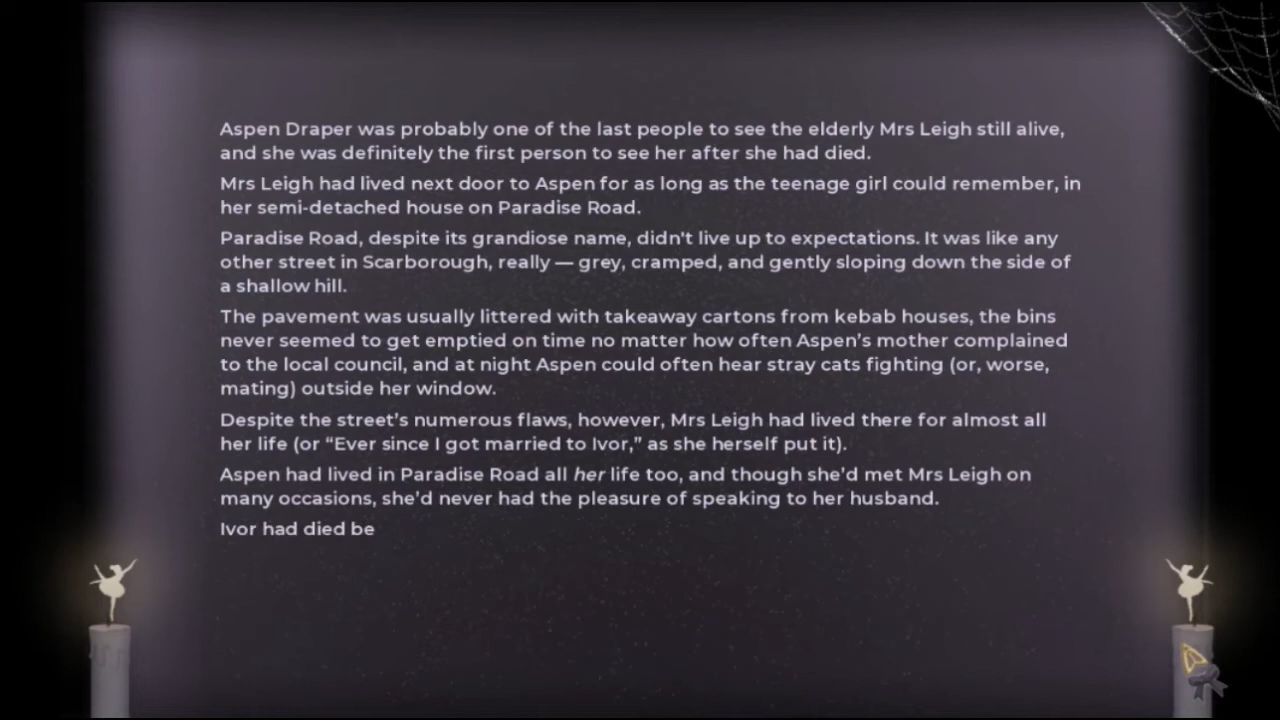 Aspen Draper was probably one of the last people to see the elderly Mrs Leigh still alive,
and she was definitely the first person to see her after she had died.
Mrs Leigh had lived next door to Aspen for as long as the teenage girl could remember, in
her semi-detached house on Paradise Road.
Paradise Road, despite its grandiose name, didn't live up to expectations. It was like any
other street in Scarborough, really — grey, cramped, and gently sloping down the side of
a shallow hill.
The pavement was usually littered with takeaway cartons from kebab houses, the bins
never seemed to get emptied on time no matter how often Aspen’s mother complained
to the local council, and at night Aspen could often hear stray cats fighting (or, worse,
mating) outside her window.
Despite the street’s numerous flaws, however, Mrs Leigh had lived there for almost all
her life (or “Ever since I got married to Ivor,” as she herself put it).
Aspen had lived in Paradise Road all her life too, and though she’d met Mrs Leigh on
many occasions, she’d never had the pleasure of speaking to her husband.
Ivor had died be